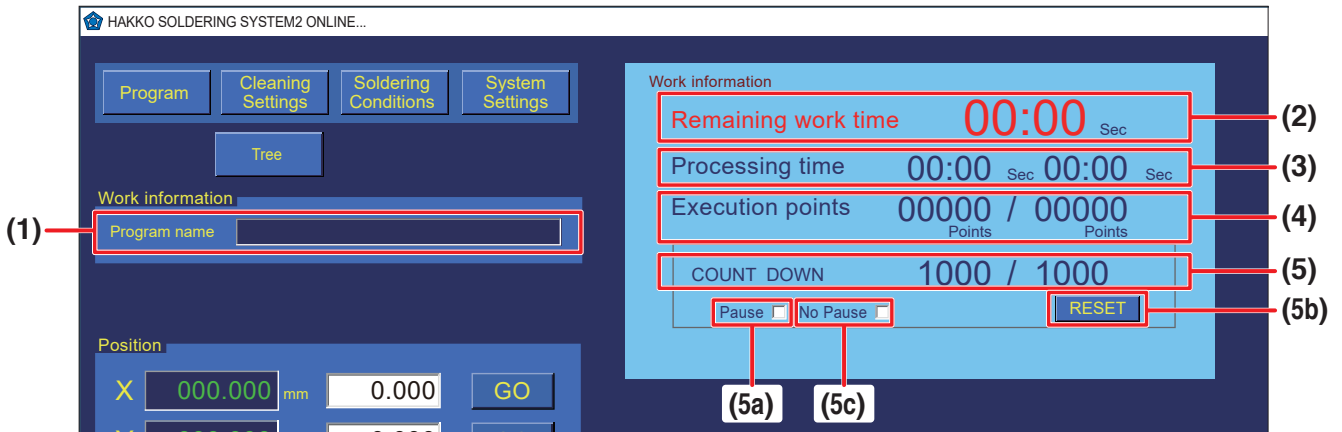 HAKKO SOLDERING SYSTEM2 ONLINE...
Program
Cleaning
Settings
Soldering
Conditions
System
Settings
Tree
Work information
(1)
Program name
Position
X 000.000 mm 0.000 GO
Work information
Remaining work time 00:00 Sec
(2)
Processing time 00:00 Sec 00:00 Sec
(3)
Execution points 00000 / 00000
Points Points
(4)
COUNT DOWN 1000 / 1000
(5)
Pause No Pause RESET
(5b)
(5a) (5c)